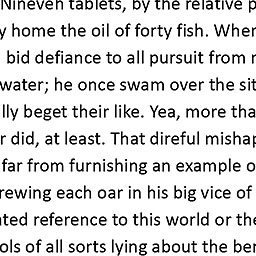 Nineveh tablets, by the relative p
y home the oil of forty fish. When
bid defiance to all pursuit from
water; he once swam over the sit
lly beget their like. Yea, more tha
r did, at least. That direful mishap
far from furnishing an example o
rewing each oar in his big vice of
ted reference to this world or the
ols of all sorts lying about the ben